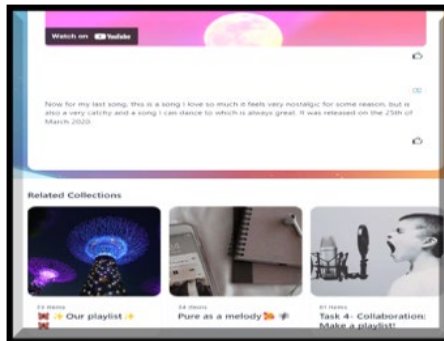 Watch on YouTube
Now for my last song, this is a song I love so much it feels very nostalgic for some reason, but is
also a very catchy and a song I can dance to which is always great. It was released on the 25th of
March 2020.
Related Collections
34 items
Our playlist
Pure as a melody
Task 4- Collaboration:
Make a playlist!